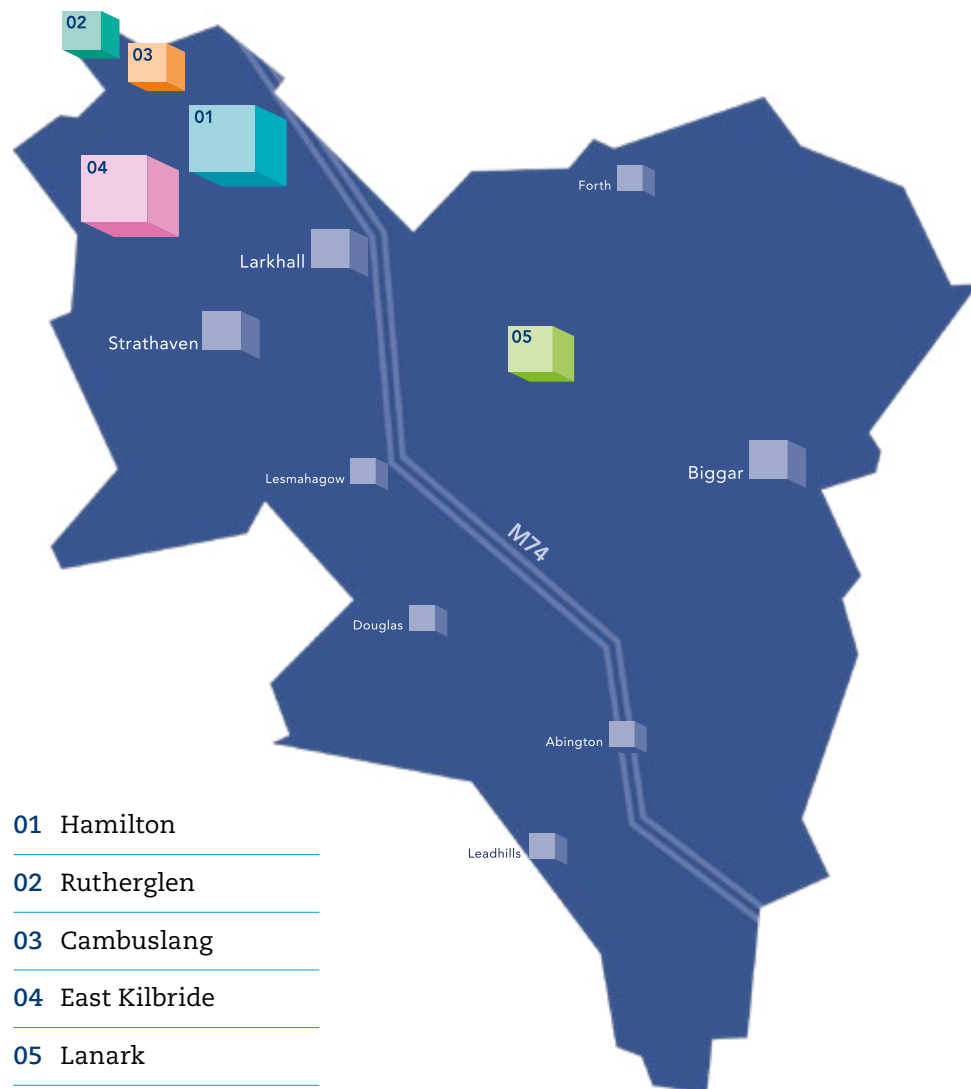 02
03
01
04
Forth
Larkhall
05
Strathaven
Biggar
Lesmahagow
M74
Douglas
Abington
Leadhills
01 Hamilton
02 Rutherglen
03 Cambuslang
04 East Kilbride
05 Lanark